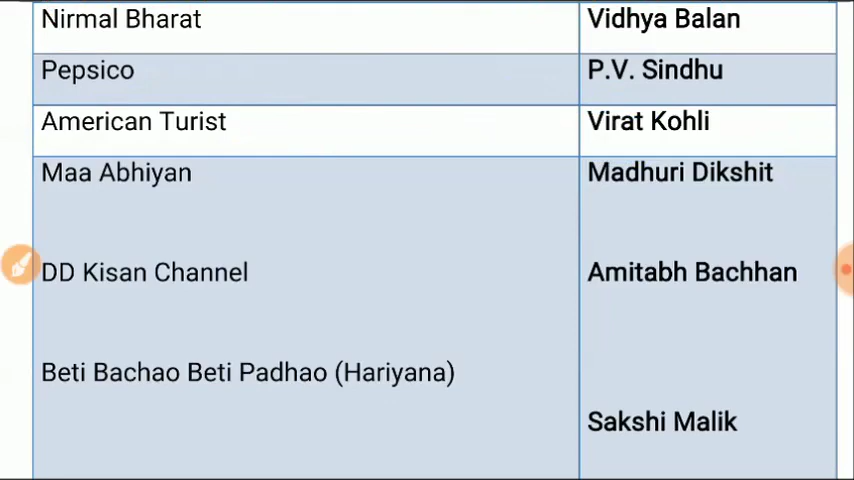 Nirmal Bharat Vidhya Balan
Pepsico P.V. Sindhu
American Turist Virat Kohli
Maa Abhiyan Madhuri Dikshit
DD Kisan Channel Amitabh Bachhan
Beti Bachao Beti Padhao (Hariyana)
Sakshi Malik